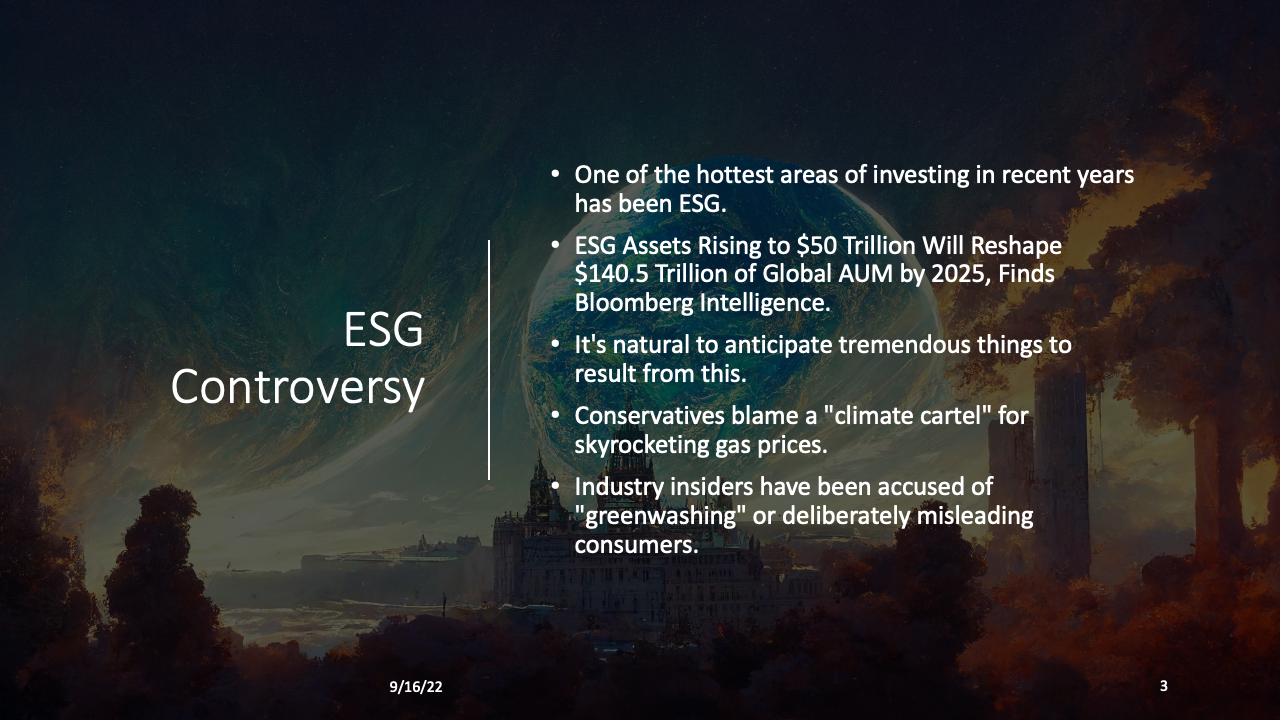 ESG
Controversy
• One of the hottest areas of investing in recent years
has been ESG.
• ESG Assets Rising to $50 Trillion Will Reshape
$140.5 Trillion of Global AUM by 2025, Finds
Bloomberg Intelligence.
• It's natural to anticipate tremendous things to
result from this.
• Conservatives blame a "climate cartel" for
skyrocketing gas prices.
• Industry insiders have been accused of
"greenwashing" or deliberately misleading
consumers.
9/16/22
3